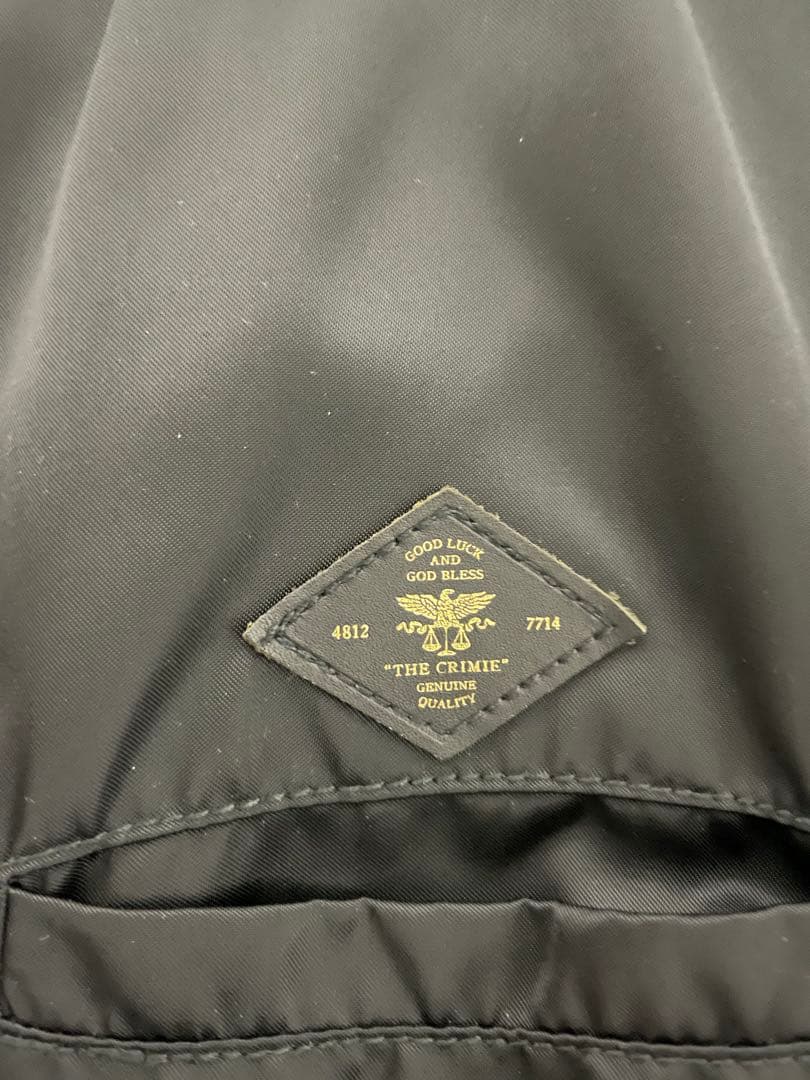 GOOD LUCK
AND
GOD BLESS
4812 7714
"THE CRIMIE"
GENUINE
QUALITY